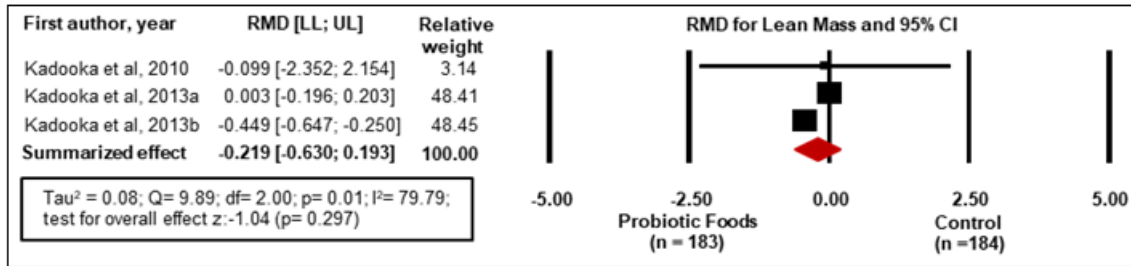 First author, year RMD [LL; UL] Relative weight RMD for Lean Mass and 95% CI
Kadooka et al, 2010 -0.099 [-2.352; 2.154] 3.14
Kadooka et al, 2013a 0.003 [-0.196; 0.203] 48.41
Kadooka et al, 2013b -0.449 [-0.647; -0.250] 48.45
Summarized effect -0.219 [-0.630; 0.193] 100.00
Tau² = 0.08; Q= 9.89; df= 2.00; p= 0.01; I²= 79.79;
test for overall effect z:-1.04 (p= 0.297)
-5.00 -2.50 0.00 2.50 5.00
Probiotic Foods Control
(n = 183) (n =184)